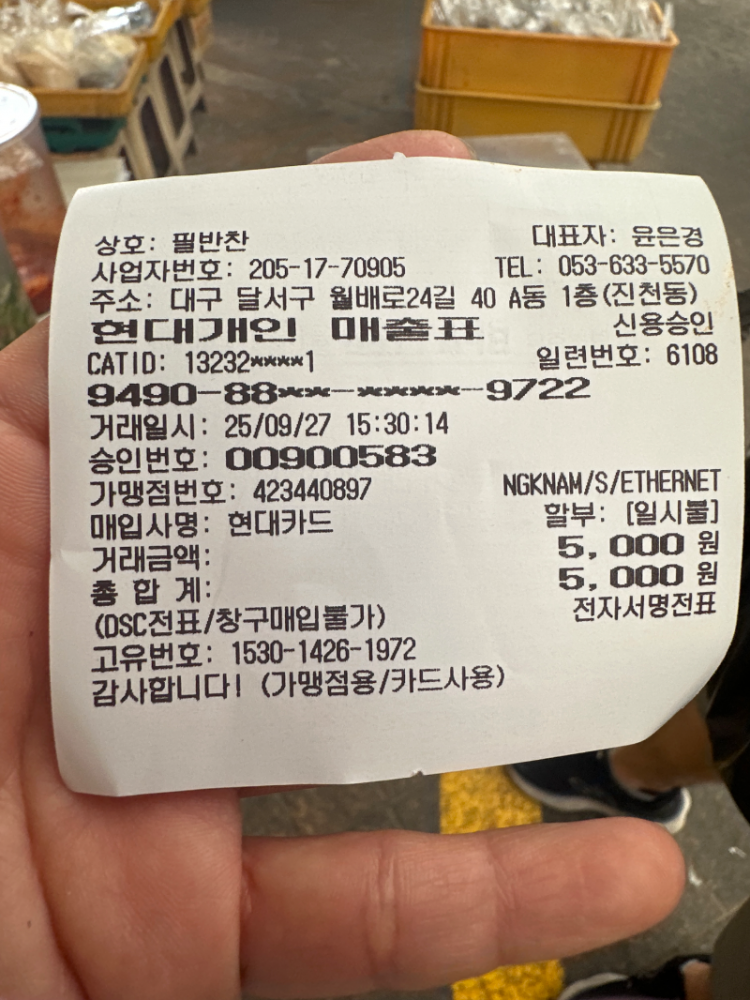 상호: 필반찬 대표자: 윤은경
사업자번호: 205-17-70905 TEL: 053-633-5570
주소: 대구 달서구 월배로24길 40 A동 1층(진천동)
현대개인 매출표 신용승인
CATID: 13232****1 일련번호: 6108
9490-88**-****-9722
거래일시: 25/09/27 15:30:14
승인번호: 00900583
가맹점번호: 423440897 NGKNAM/S/ETHERNET
매입사명: 현대카드 할부: [일시불]
거래금액: 5,000 원
총 합 계: 5,000 원
(DSC전표/창구매입불가) 전자서명전표
고유번호: 1530-1426-1972
감사합니다! (가맹점용/카드사용)